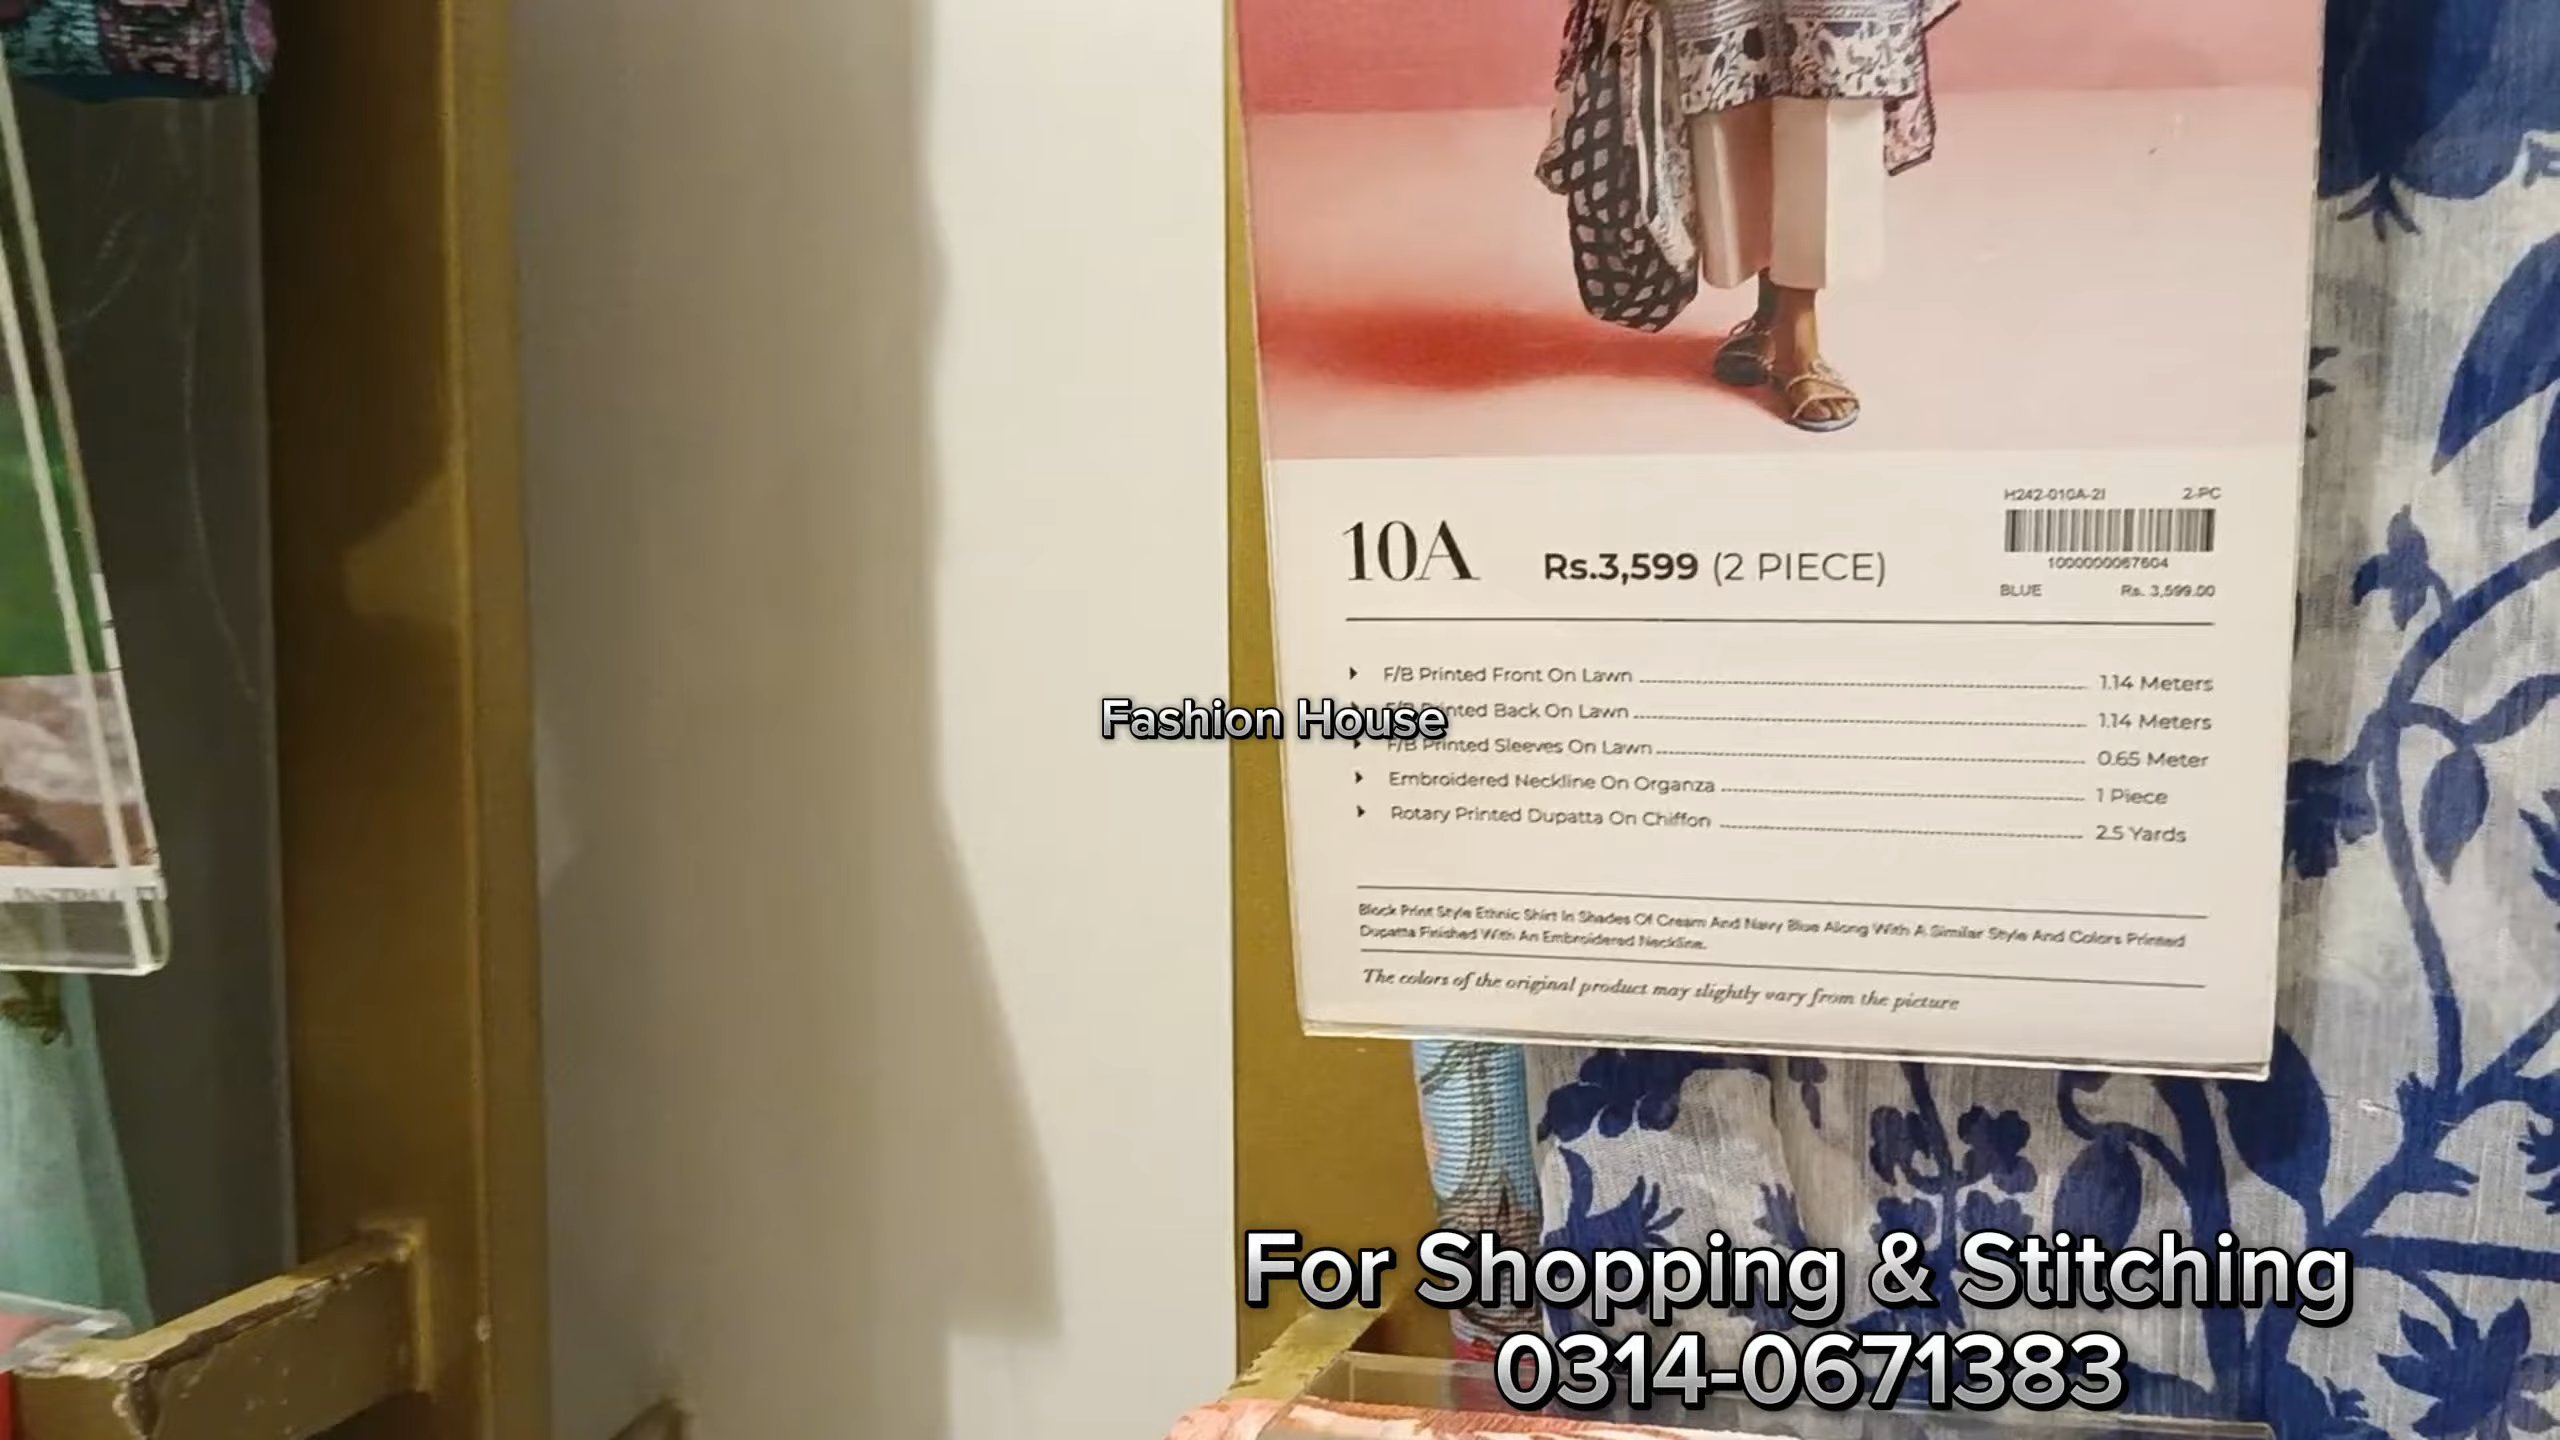 H242-010A-2I 2-PC
10A Rs.3,599 (2 PIECE)
1000000067604
BLUE Rs. 3,599.00
F/B Printed Front On Lawn 1.14 Meters
F/B Printed Back On Lawn 1.14 Meters
Fashion House
F/B Printed Sleeves On Lawn 0.65 Meter
Embroidered Neckline On Organza 1 Piece
Rotary Printed Dupatta On Chiffon 2.5 Yards
Block Print Style Ethnic Shirt In Shades Of Cream And Navy Blue Along With A Similar Style And Colors Printed
Dupatta Finished With An Embroidered Neckline.
The colors of the original product may slightly vary from the picture
For Shopping & Stitching
0314-0671383